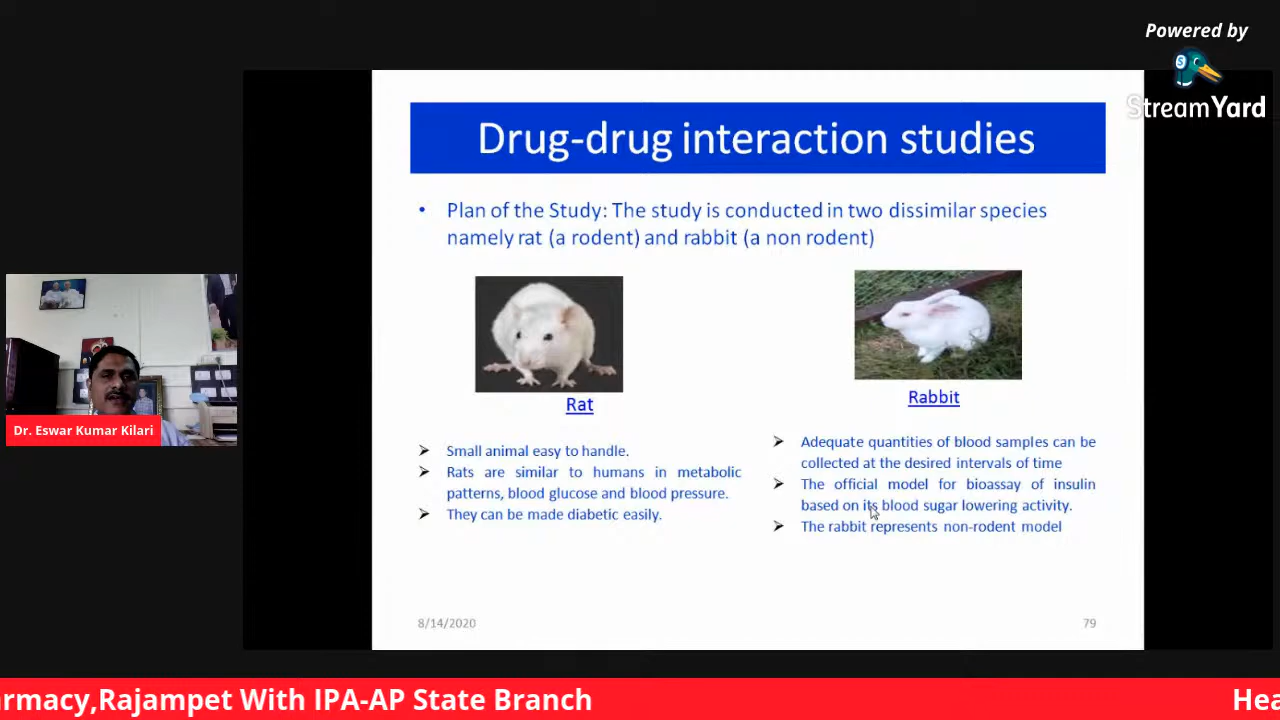 Powered by
StreamYard
Drug-drug interaction studies
• Plan of the Study: The study is conducted in two dissimilar species
namely rat (a rodent) and rabbit (a non rodent)
Rat
➢ Small animal easy to handle.
➢ Rats are similar to humans in metabolic
patterns, blood glucose and blood pressure.
➢ They can be made diabetic easily.
Rabbit
➢ Adequate quantities of blood samples can be
collected at the desired intervals of time
➢ The official model for bioassay of insulin
based on its blood sugar lowering activity.
➢ The rabbit represents non-rodent model
8/14/2020
79
Dr. Eswar Kumar Kilari
armacy,Rajampet With IPA-AP State Branch
Hea